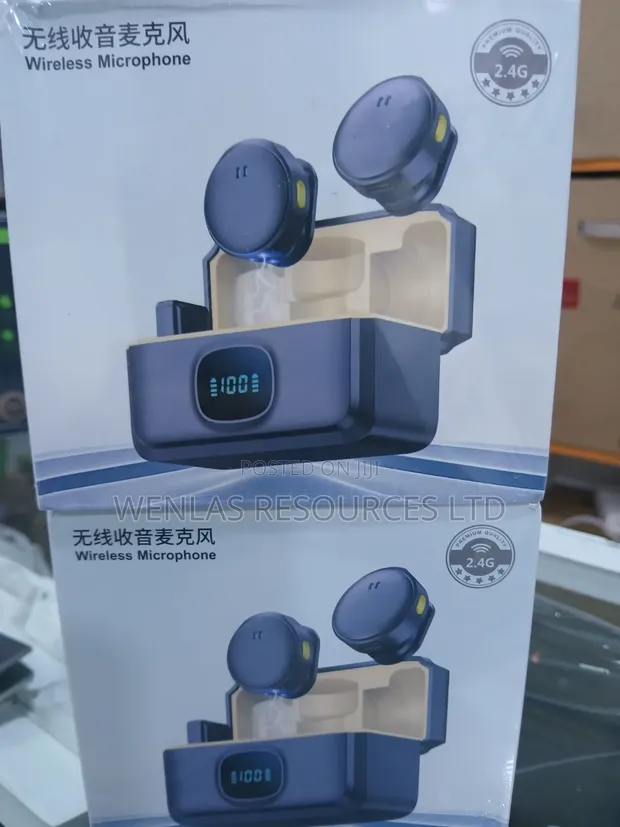 无线收音麦克风
Wireless Microphone
PREMIUM QUALITY
2.4G
100
POSTED ON JIJI
WENLAS RESOURCES LTD
无线收音麦克风
Wireless Microphone
PREMIUM QUALITY
2.4G
100